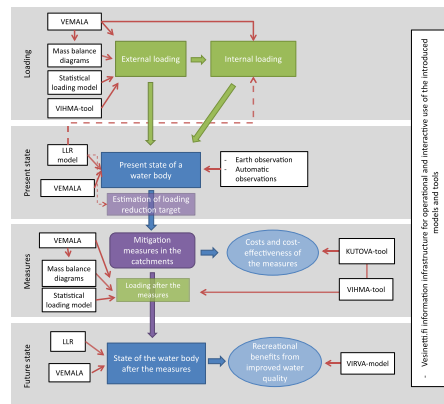 Loading
VEMALA
Mass balance
diagrams
Statistical
loading model
VIHMA-tool
External loading
Internal loading
Present state
LLR
model
VEMALA
Present state of a
water body
- Earth observation
- Automatic
observations
Estimation of loading
reduction target
Measures
VEMALA
Mass balance
diagrams
Statistical
loading model
Mitigation
measures in the
catchments
Loading after the
measures
Costs and cost-
effectiveness of
the measures
KUTOVA-tool
VIHMA-tool
Future state
LLR
VEMALA
State of the water body
after the measures
Recreational
benefits from
improved water
quality
VIRVA-model
• Vesinetti.fi information infrastructure for operational and interactive use of the introduced
models and tools